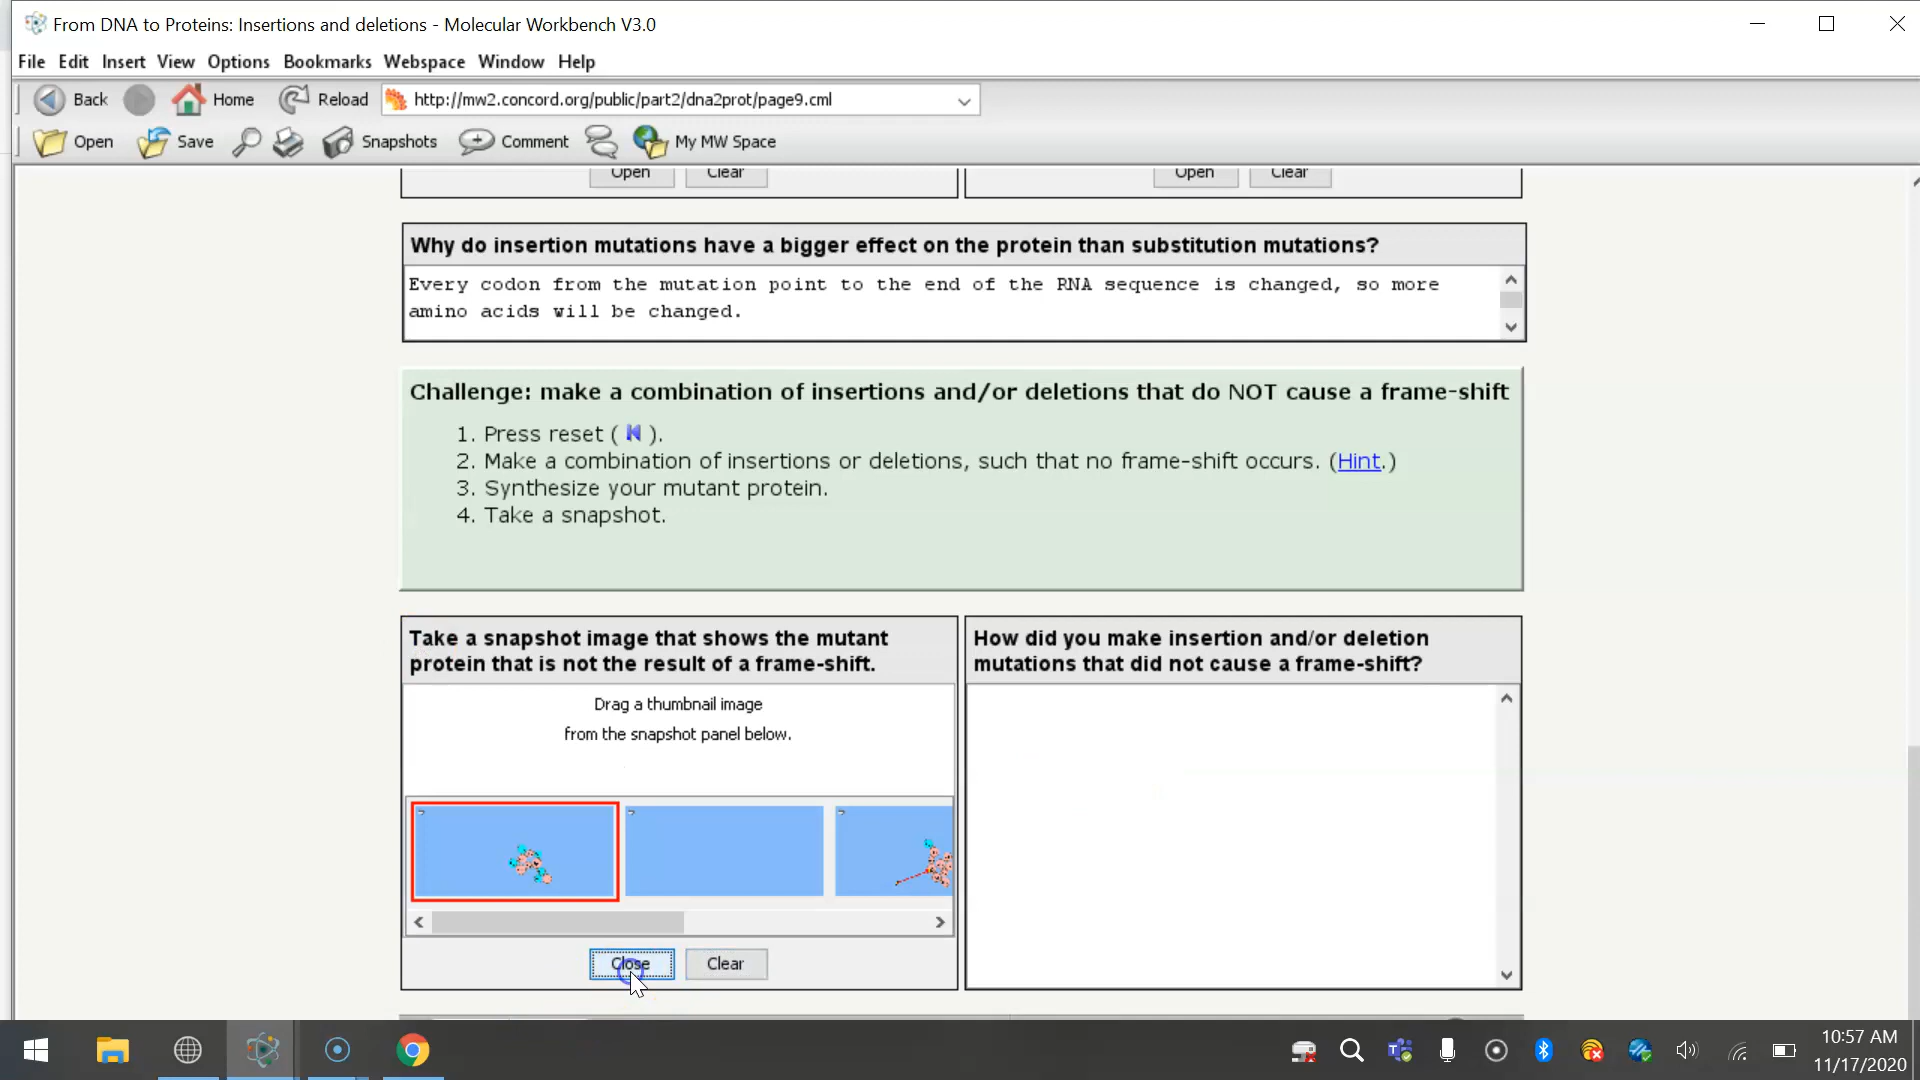 From DNA to Proteins: Insertions and deletions - Molecular Workbench V3.0
File Edit Insert View Options Bookmarks Webspace Window Help
Back Home Reload http://mw2.concord.org/public/part2/dna2prot/page9.cml
Open Save Snapshots Comment My MW Space
Open Clear Open Clear
Why do insertion mutations have a bigger effect on the protein than substitution mutations?
Every codon from the mutation point to the end of the RNA sequence is changed, so more
amino acids will be changed.
Challenge: make a combination of insertions and/or deletions that do NOT cause a frame-shift
1. Press reset ( ).
2. Make a combination of insertions or deletions, such that no frame-shift occurs. (Hint.)
3. Synthesize your mutant protein.
4. Take a snapshot.
Take a snapshot image that shows the mutant
protein that is not the result of a frame-shift.
Drag a thumbnail image
from the snapshot panel below.
Close Clear
How did you make insertion and/or deletion
mutations that did not cause a frame-shift?
10:57 AM
11/17/2020